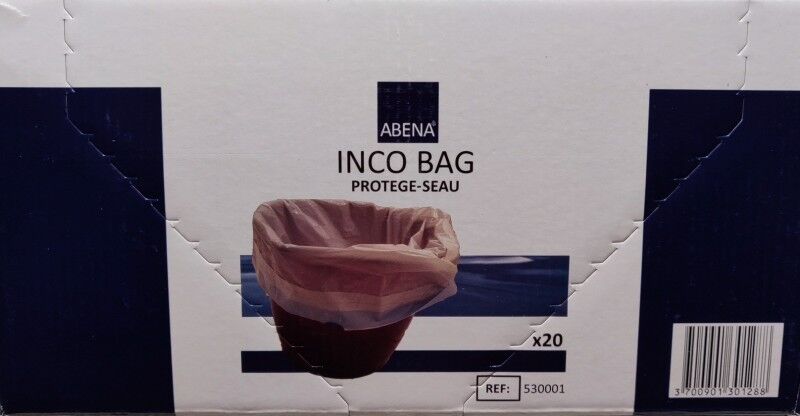 ABENA®
INCO BAG
PROTEGE-SEAU
x20
REF: 530001
3 700901 301288